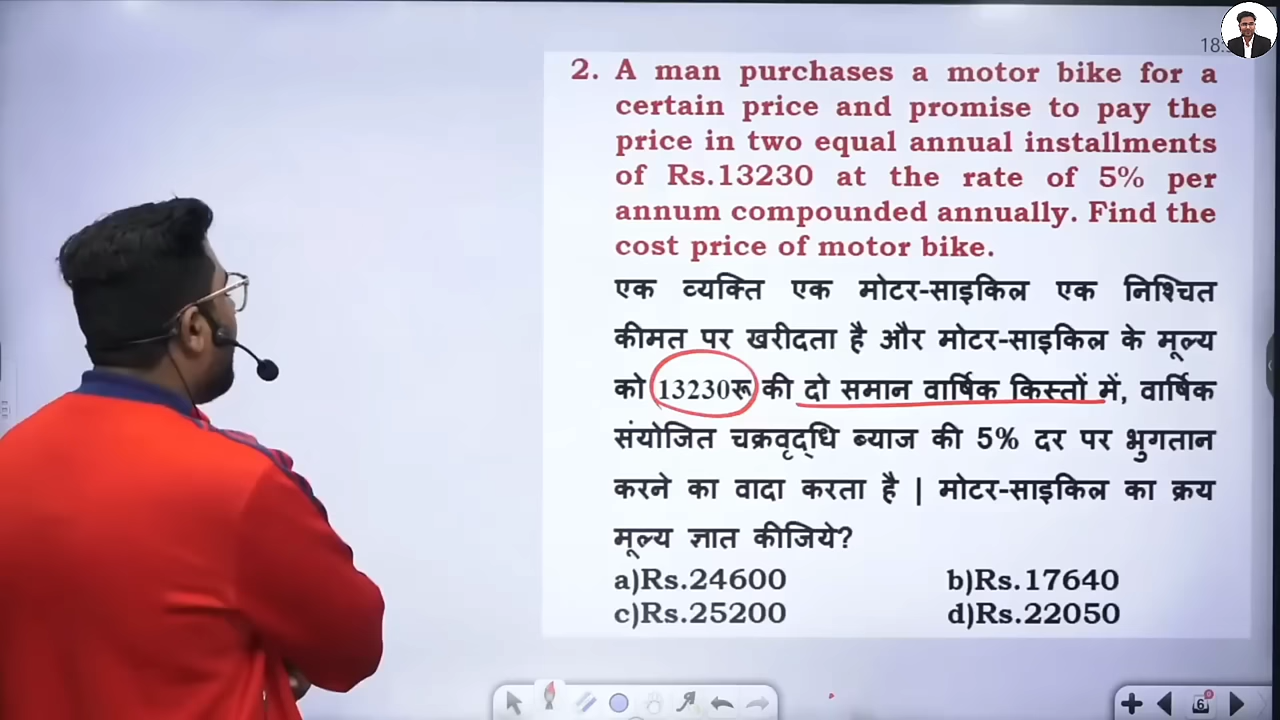 18:
2. A man purchases a motor bike for a
certain price and promise to pay the
price in two equal annual installments
of Rs.13230 at the rate of 5% per
annum compounded annually. Find the
cost price of motor bike.
एक व्यक्ति एक मोटर-साइकिल एक निश्चित
कीमत पर खरीदता है और मोटर-साइकिल के मूल्य
को 13230रू की दो समान वार्षिक किस्तों में, वार्षिक
संयोजित चक्रवृद्धि ब्याज की 5% दर पर भुगतान
करने का वादा करता है | मोटर-साइकिल का क्रय
मूल्य ज्ञात कीजिये?
a)Rs.24600 b)Rs.17640
c)Rs.25200 d)Rs.22050
6